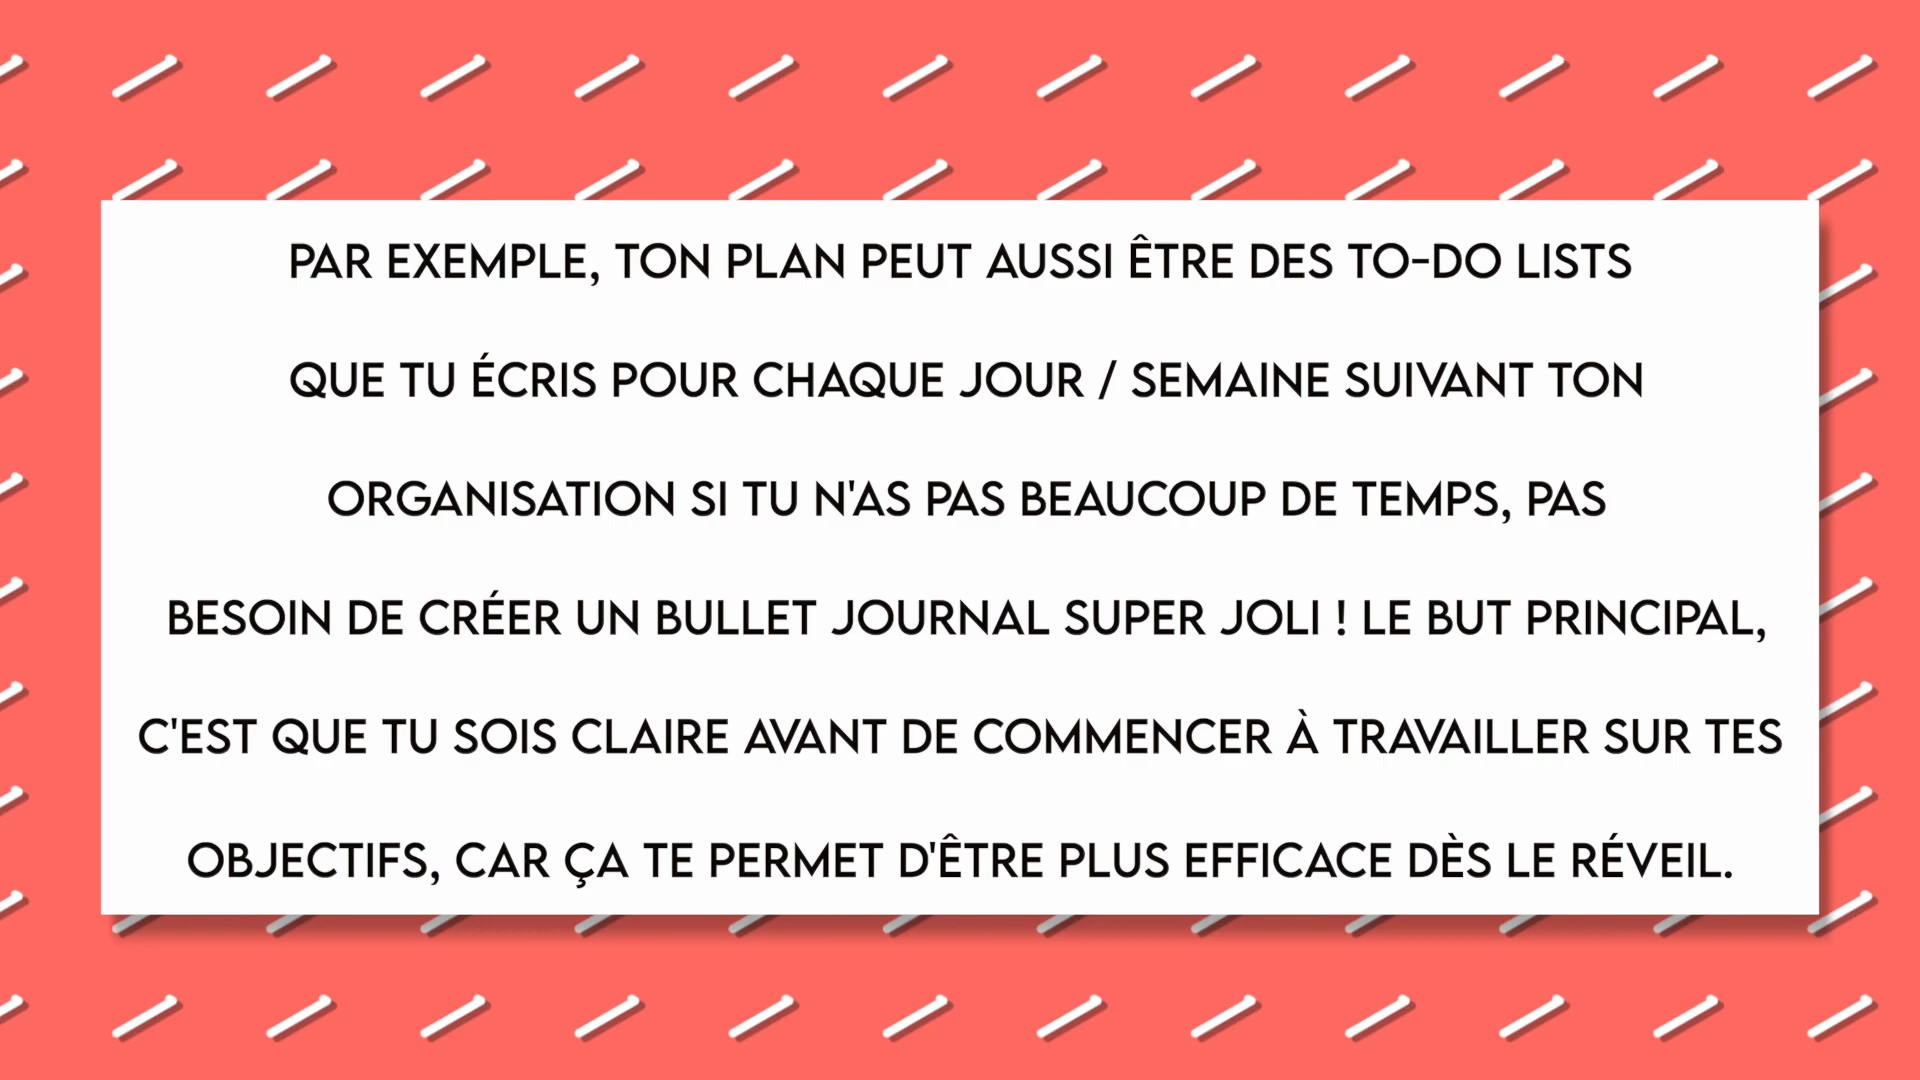 PAR EXEMPLE, TON PLAN PEUT AUSSI ÊTRE DES TO-DO LISTS
QUE TU ÉCRIS POUR CHAQUE JOUR / SEMAINE SUIVANT TON
ORGANISATION SI TU N'AS PAS BEAUCOUP DE TEMPS, PAS
BESOIN DE CRÉER UN BULLET JOURNAL SUPER JOLI ! LE BUT PRINCIPAL,
C'EST QUE TU SOIS CLAIRE AVANT DE COMMENCER À TRAVAILLER SUR TES
OBJECTIFS, CAR ÇA TE PERMET D'ÊTRE PLUS EFFICACE DÈS LE RÉVEIL.